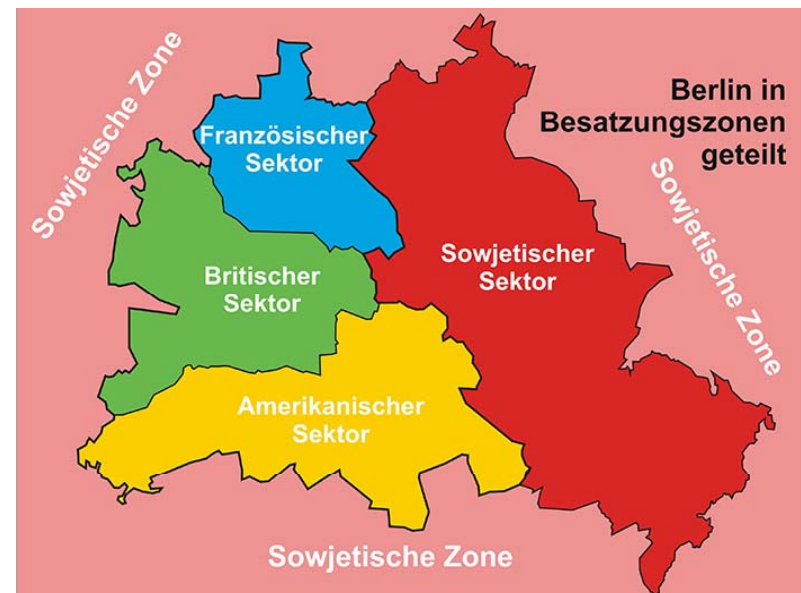 Sowjetische Zone
Berlin in
Besatzungszonen
geteilt
Französischer
Sektor
Sowjetische Zone
Sowjetischer
Sektor
Britischer
Sektor
Amerikanischer
Sektor
Sowjetische Zone